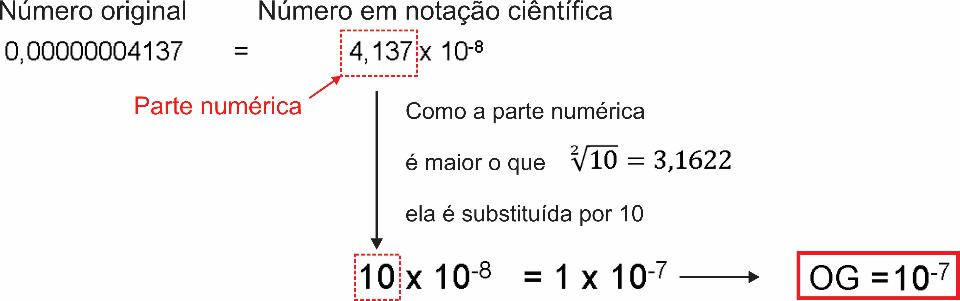 Número original Número em notação ciêntífica
0,00000004137 = 4,137 x 10⁻⁸
Parte numérica
Como a parte numérica
é maior o que ²√10 = 3,1622
ela é substituída por 10
10 x 10⁻⁸ = 1 x 10⁻⁷ OG = 10⁻⁷